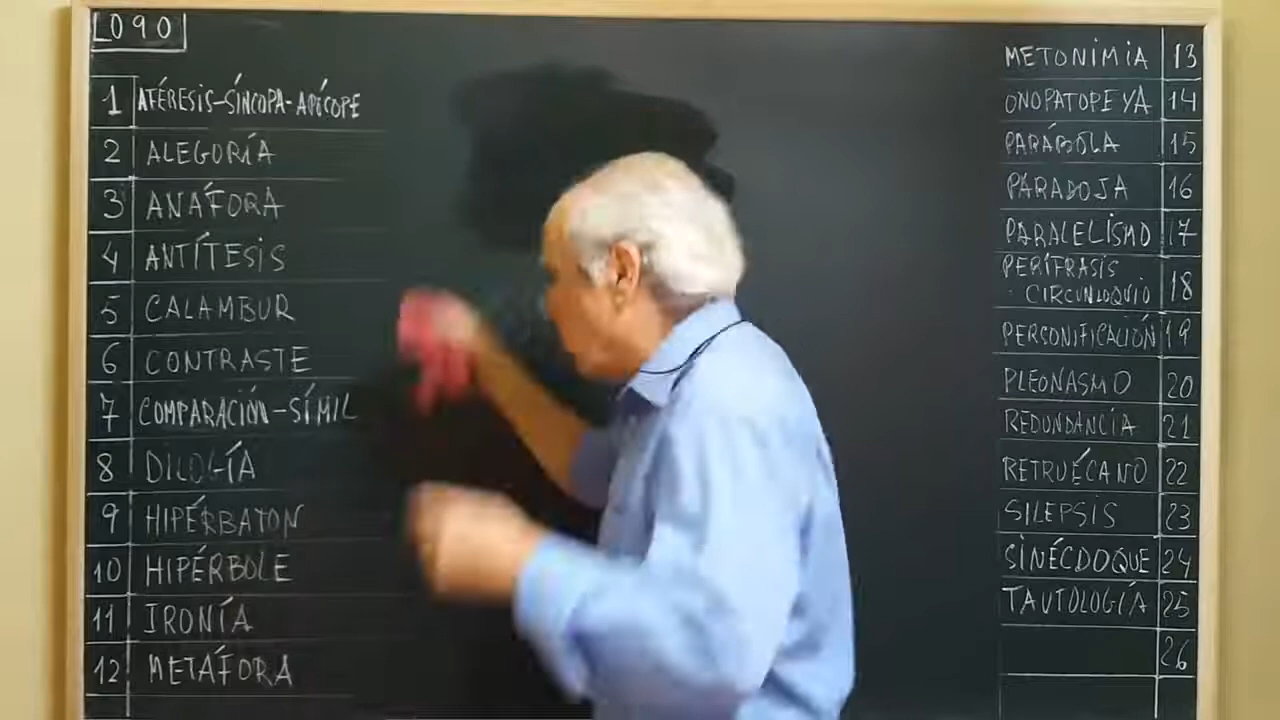 L090
1 AFÉRESIS-SÍNCOPA-APÓCOPE
2 ALEGORÍA
3 ANÁFORA
4 ANTÍTESIS
5 CALAMBUR
6 CONTRASTE
7 COMPARACIÓN-SÍMIL
8 DILOGÍA
9 HIPÉRBATON
10 HIPÉRBOLE
11 IRONÍA
12 METÁFORA
METONIMIA 13
ONOPATOPEYA 14
PARÁBOLA 15
PARADOJA 16
PARALELISMO 17
PERÍFRASIS
CIRCUNLOQUIO 18
PERSONIFICACIÓN 19
PLEONASMO 20
REDUNDANCIA 21
RETRUÉCANO 22
SILEPSIS 23
SINÉCDOQUE 24
TAUTOLOGÍA 25
26